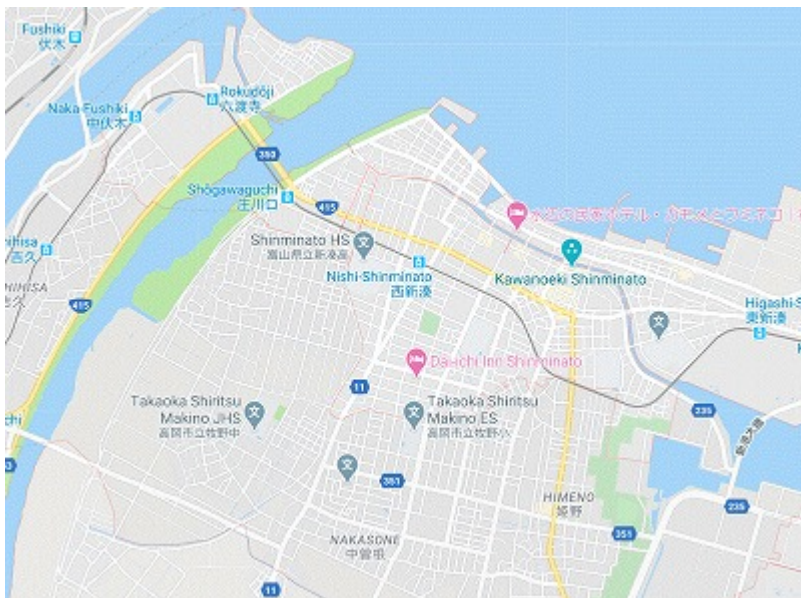 Fushiki
伏木
Rokudōji
六渡寺
Naka-Fushiki
中伏木
350
Shōgawaguchi
庄川口
415
Shinminato HS
富山県立新湊高
Nishi-Shinminato
西新湊
Kawanoeki Shinminato
Higashi-S
東新湊
吉久
415
Dai-ichi Inn Shinminato
11
Takaoka Shiritsu
Makino JHS
高岡市立牧野中
Takaoka Shiritsu
Makino ES
高岡市立牧野小
235
351
HIMENO
姫野
235
351
NAKASONE
中曽根
11